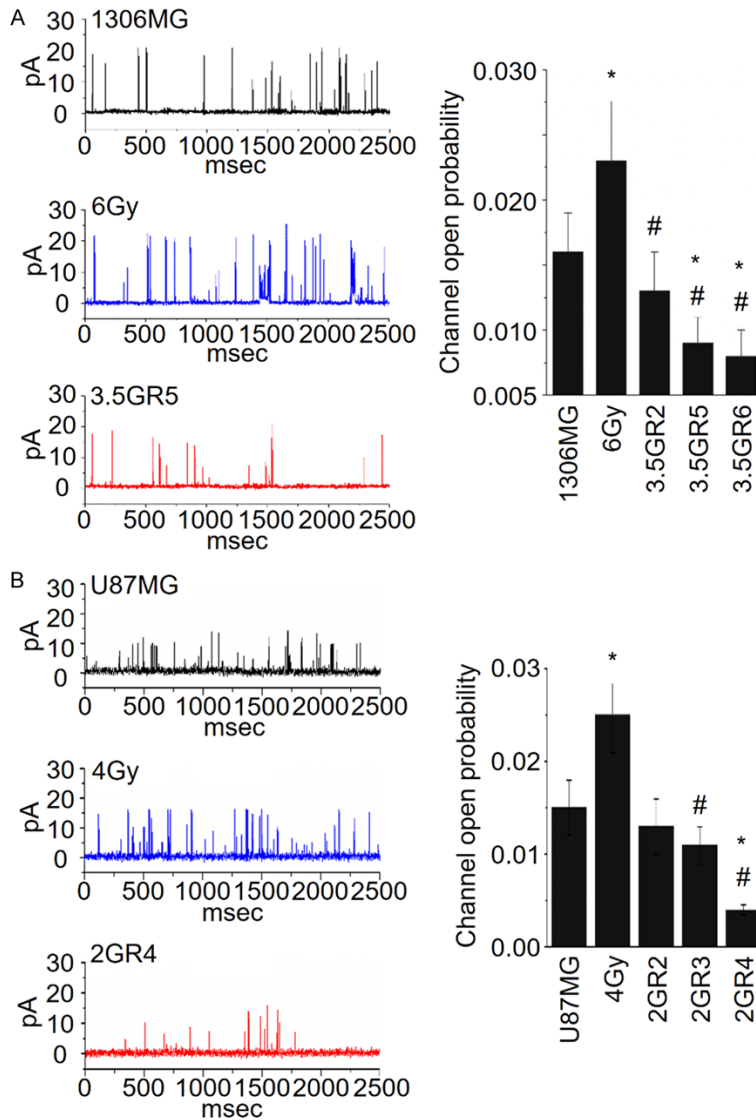 A
1306MG
30
20
10
0
pA
0 500 1000 1500 2000 2500
msec
6Gy
30
20
10
0
pA
0 500 1000 1500 2000 2500
msec
3.5GR5
30
20
10
0
pA
0 500 1000 1500 2000 2500
msec
0.030
0.020
0.010
0.005
Channel open probability
*
#
*
#
*
#
1306MG
6Gy
3.5GR2
3.5GR5
3.5GR6
B
U87MG
30
20
10
0
pA
0 500 1000 1500 2000 2500
msec
4Gy
30
20
10
0
pA
0 500 1000 1500 2000 2500
msec
2GR4
30
20
10
0
pA
0 500 1000 1500 2000 2500
msec
0.03
0.02
0.01
0.00
Channel open probability
*
#
*
#
U87MG
4Gy
2GR2
2GR3
2GR4